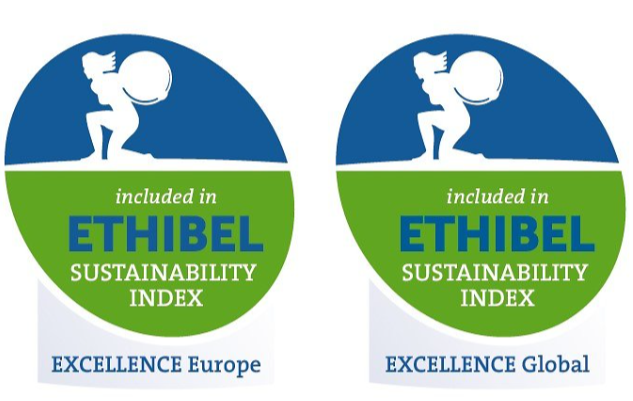 included in
ETHIBEL
SUSTAINABILITY
INDEX
EXCELLENCE Europe
included in
ETHIBEL
SUSTAINABILITY
INDEX
EXCELLENCE Global